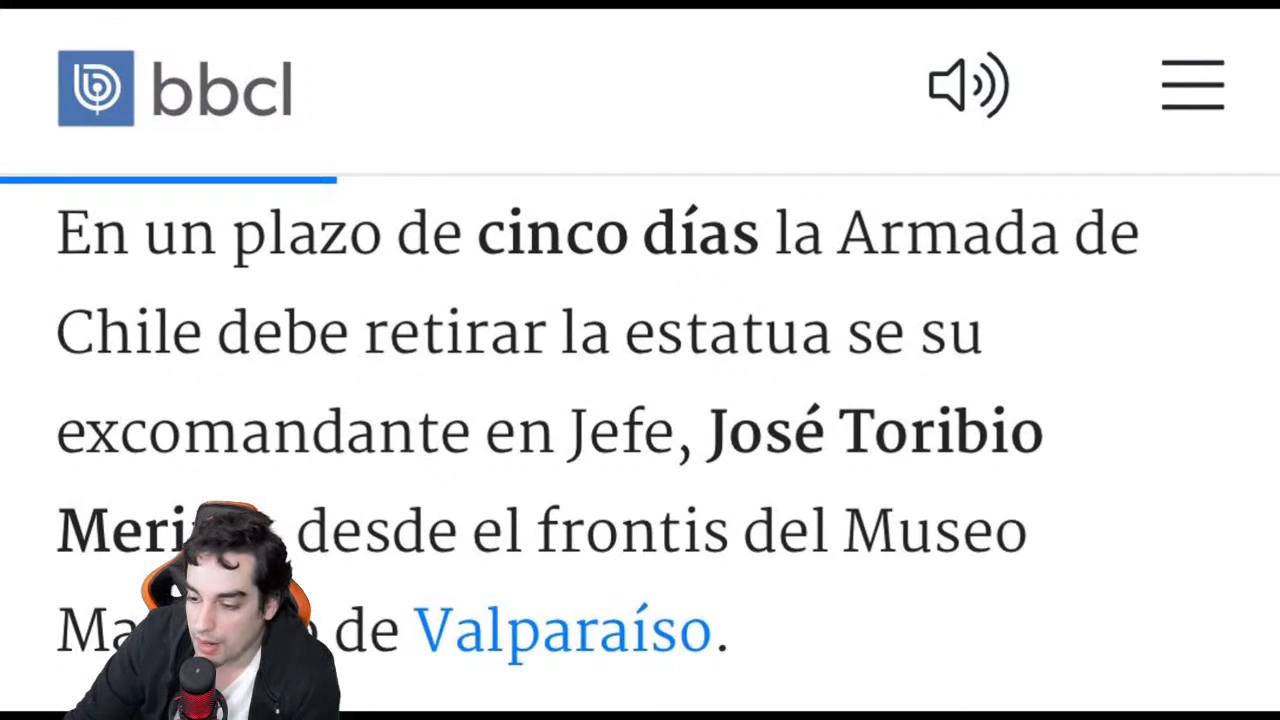 bbcl
En un plazo de cinco días la Armada de
Chile debe retirar la estatua se su
excomandante en Jefe, José Toribio
desde el frontis del Museo
de Valparaíso.